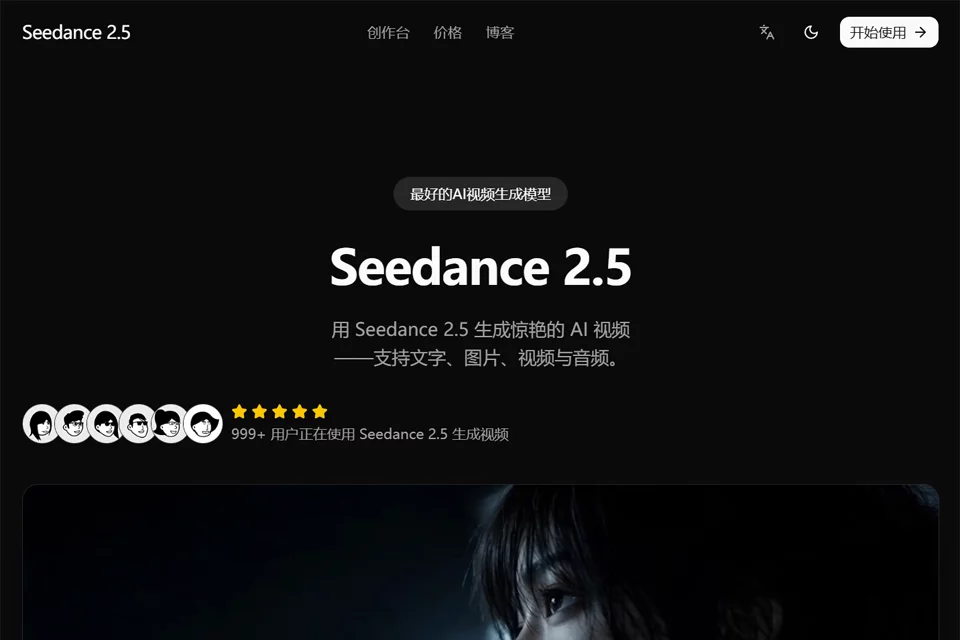 Seedance 2.5
创作台 价格 博客
开始使用 →
最好的AI视频生成模型
Seedance 2.5
用 Seedance 2.5 生成惊艳的 AI 视频
——支持文字、图片、视频与音频。
999+ 用户正在使用 Seedance 2.5 生成视频